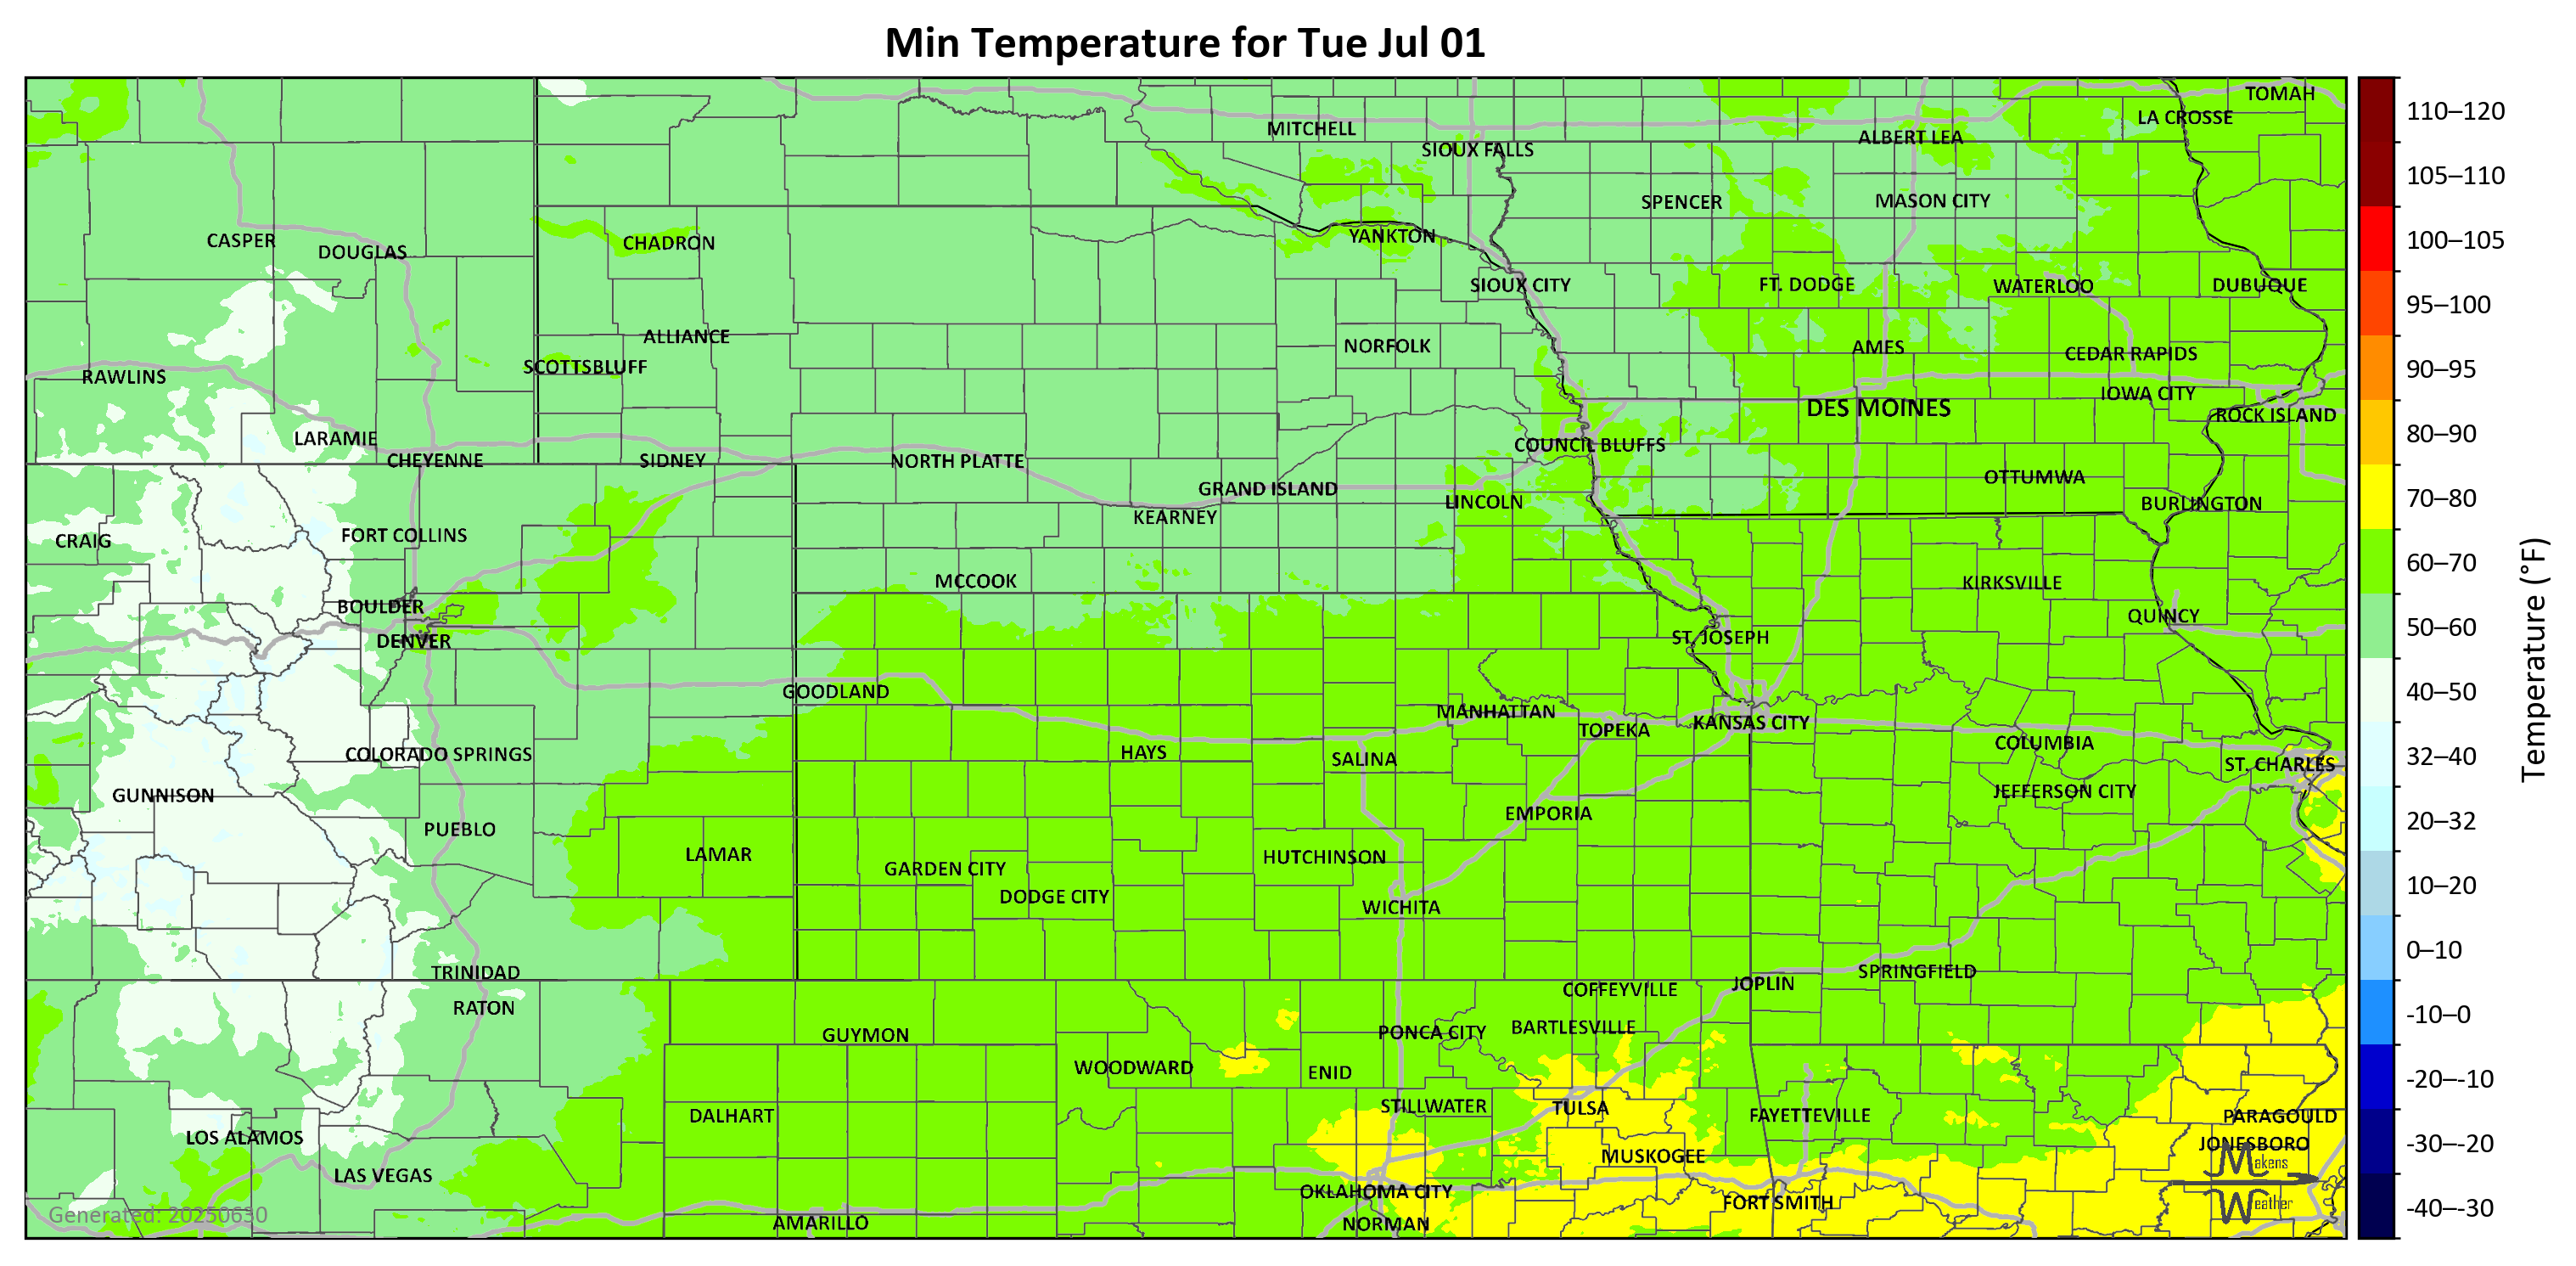 Min Temperature for Tue Jul 01
TOMAH
LA CROSSE
MITCHELL
ALBERT LEA
SIOUX FALLS
SPENCER
MASON CITY
CASPER
DOUGLAS
CHADRON
YANKTON
SIOUX CITY
FT. DODGE
WATERLOO
DUBUQUE
ALLIANCE
NORFOLK
AMES
CEDAR RAPIDS
SCOTTSBLUFF
RAWLINS
IOWA CITY
DES MOINES
ROCK ISLAND
LARAMIE
COUNCIL BLUFFS
CHEYENNE
SIDNEY
NORTH PLATTE
OTTUMWA
GRAND ISLAND
LINCOLN
BURLINGTON
KEARNEY
FORT COLLINS
CRAIG
MCCOOK
KIRKSVILLE
BOULDER
QUINCY
DENVER
ST. JOSEPH
GOODLAND
MANHATTAN
KANSAS CITY
TOPEKA
COLUMBIA
COLORADO SPRINGS
HAYS
SALINA
ST. CHARLES
GUNNISON
JEFFERSON CITY
EMPORIA
PUEBLO
LAMAR
HUTCHINSON
GARDEN CITY
DODGE CITY
WICHITA
TRINIDAD
SPRINGFIELD
JOPLIN
COFFEYVILLE
RATON
BARTLESVILLE
PONCA CITY
GUYMON
WOODWARD
ENID
STILLWATER
TULSA
DALHART
FAYETTEVILLE
PARAGOULD
LOS ALAMOS
JONESBORO
MUSKOGEE
Makens
LAS VEGAS
OKLAHOMA CITY
FORT SMITH
Weather
Generated: 20250630
AMARILLO
NORMAN
110–120
105–110
100–105
95–100
90–95
80–90
70–80
60–70
50–60
40–50
32–40
20–32
10–20
0–10
-10–0
-20–-10
-30–-20
-40–-30
Temperature (°F)